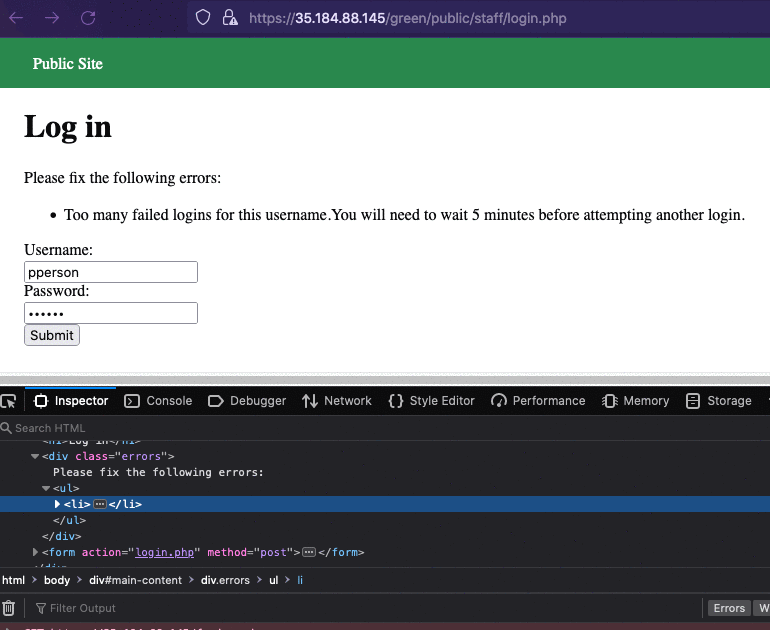 https://35.184.88.145/green/public/staff/login.php
Public Site
Log in
Please fix the following errors:
• Too many failed logins for this username.You will need to wait 5 minutes before attempting another login.
Username:
pperson
Password:
••••••
Submit
Inspector Console Debugger Network Style Editor Performance Memory Storage
Search HTML
<h1>Log in</h1>
<div class="errors">
Please fix the following errors:
<ul>
<li> ⋯ </li>
</ul>
</div>
<form action="login.php" method="post"> ⋯ </form>
</div>
html > body > div#main-content > div.errors > ul > li
Filter Output Errors W